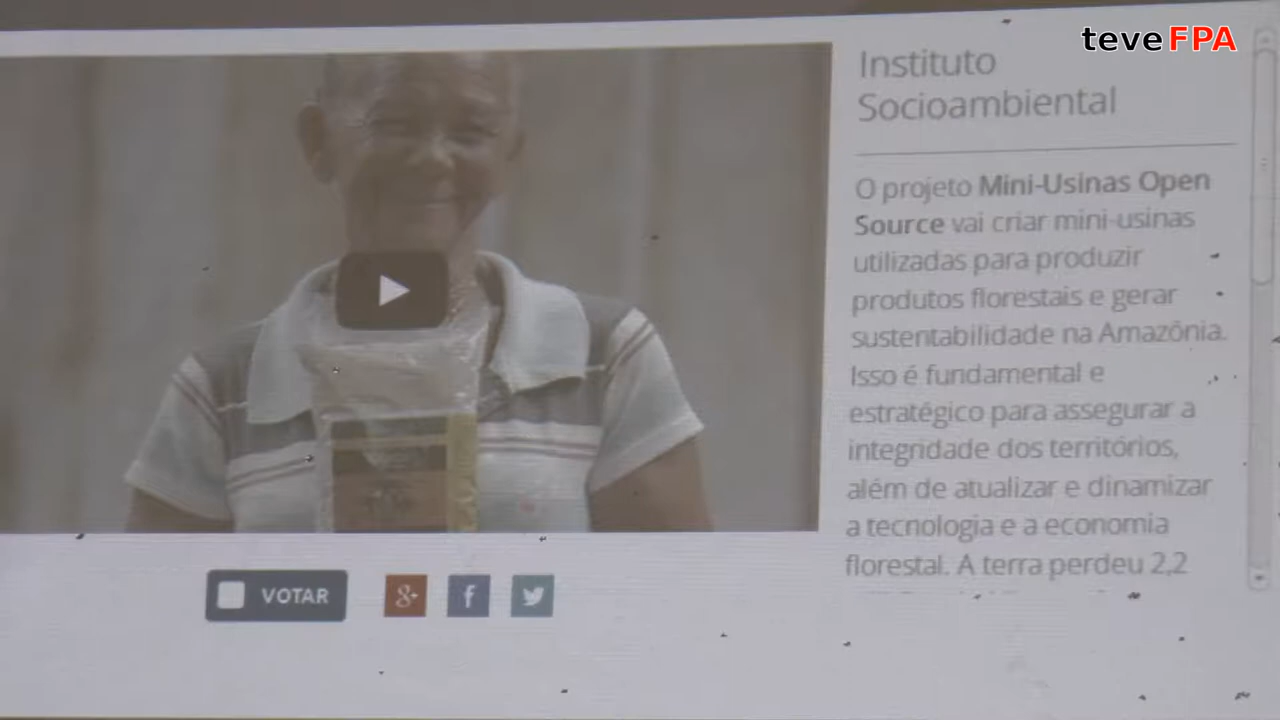 teveFPA
Instituto
Socioambiental
O projeto Mini-Usinas Open
Source vai criar mini-usinas
utilizadas para produzir
produtos florestais e gerar
sustentabilidade na Amazônia.
Isso é fundamental e
estratégico para assegurar a
integridade dos territórios,
além de atualizar e dinamizar
a tecnologia e a economia
florestal. A terra perdeu 2,2
VOTAR
g+
f